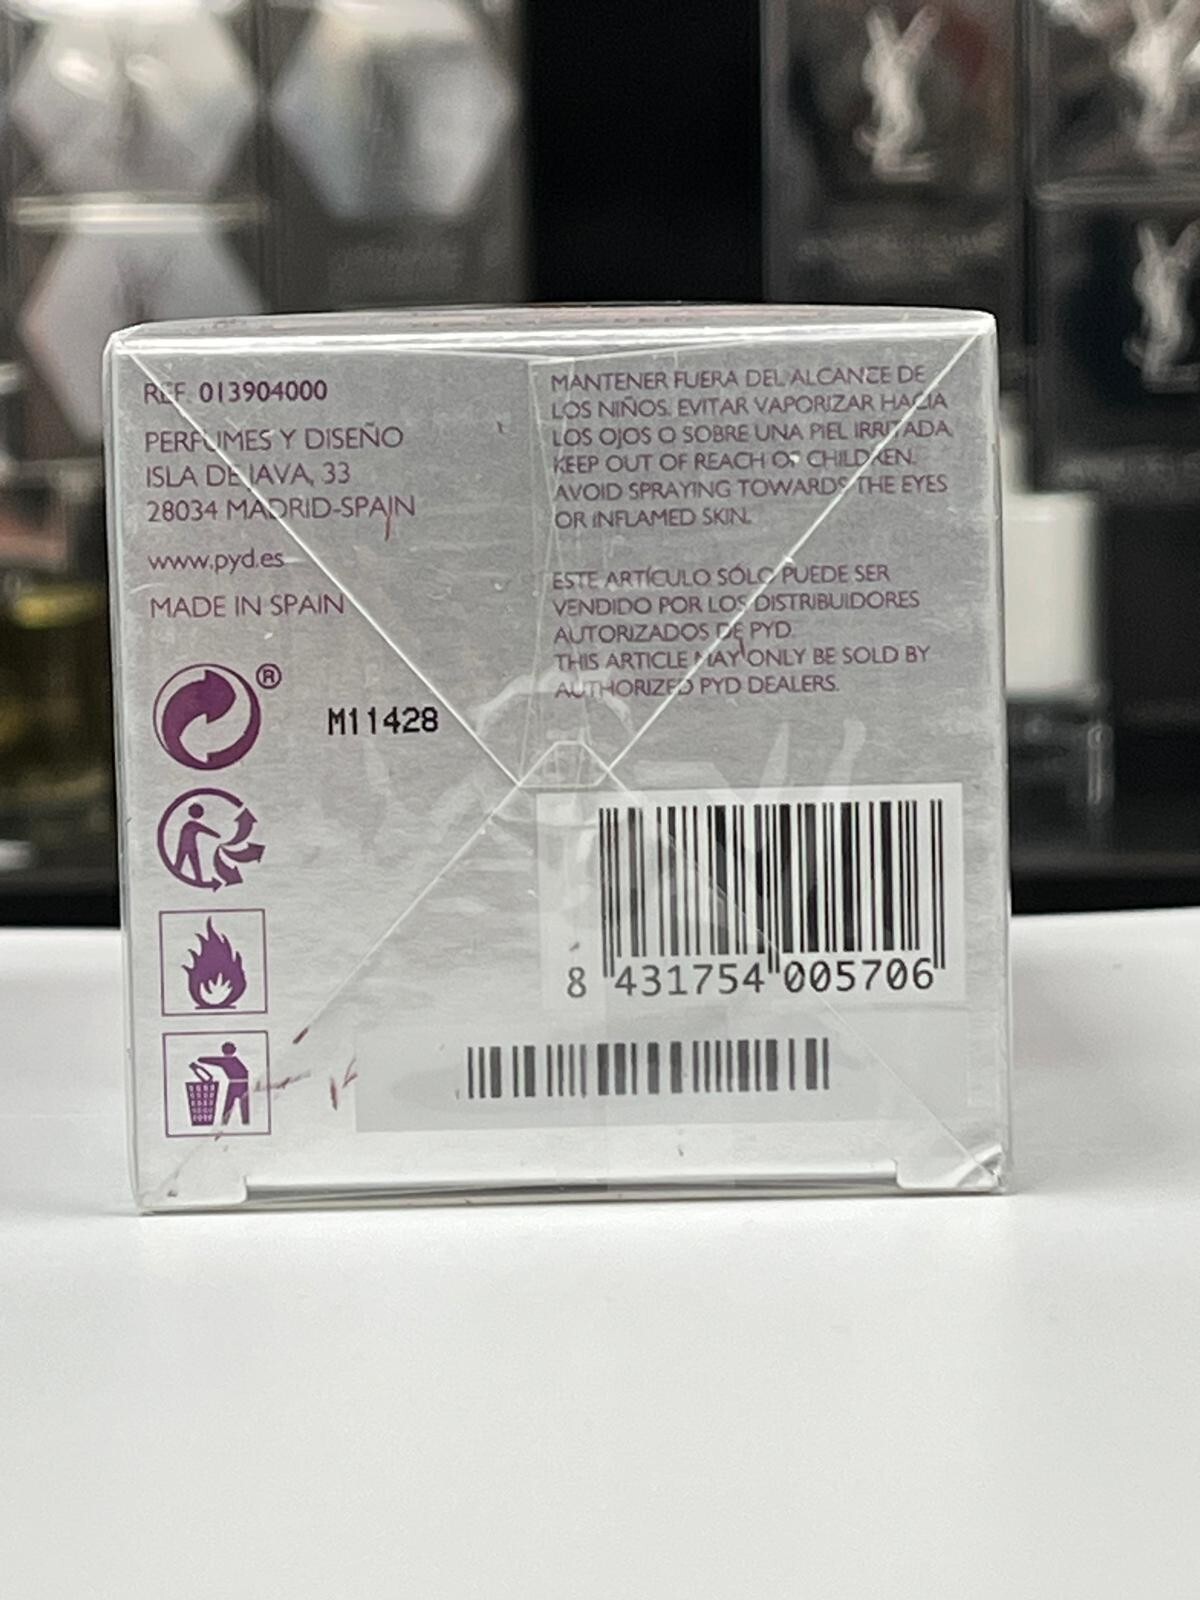 REF. 013904000
PERFUMES Y DISEÑO
ISLA DE JAVA, 33
28034 MADRID-SPAIN
www.pyd.es
MADE IN SPAIN
®
M11428
MANTENER FUERA DEL ALCANCE DE
LOS NIÑOS. EVITAR VAPORIZAR HACIA
LOS OJOS O SOBRE UNA PIEL IRRITADA.
KEEP OUT OF REACH OF CHILDREN.
AVOID SPRAYING TOWARDS THE EYES
OR INFLAMED SKIN.
ESTE ARTÍCULO SÓLO PUEDE SER
VENDIDO POR LOS DISTRIBUIDORES
AUTORIZADOS DE PYD.
THIS ARTICLE MAY ONLY BE SOLD BY
AUTHORIZED PYD DEALERS.
8 431754 005706